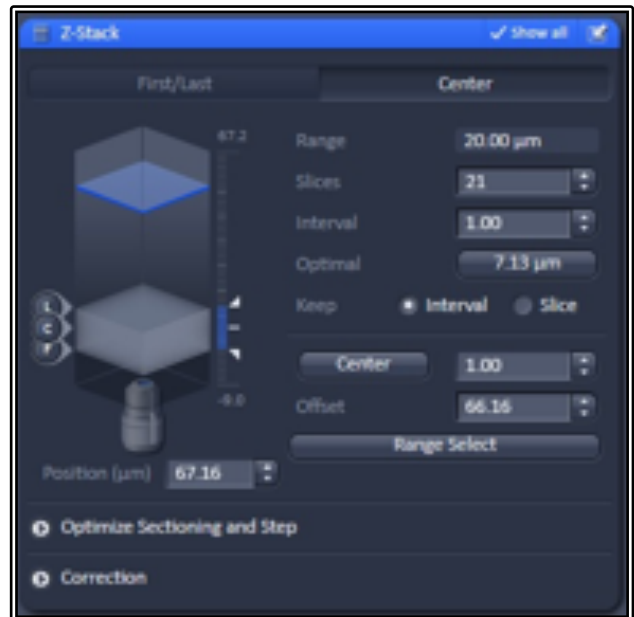 Z-Stack Show all
First/Last Center
67.2
Range 20.00 µm
Slices 21
Interval 1.00
Optimal 7.13 µm
Keep Interval Slice
L
C
F
Center 1.00
-9.0
Offset 66.16
Range Select
Position (µm) 67.16
Optimize Sectioning and Step
Correction